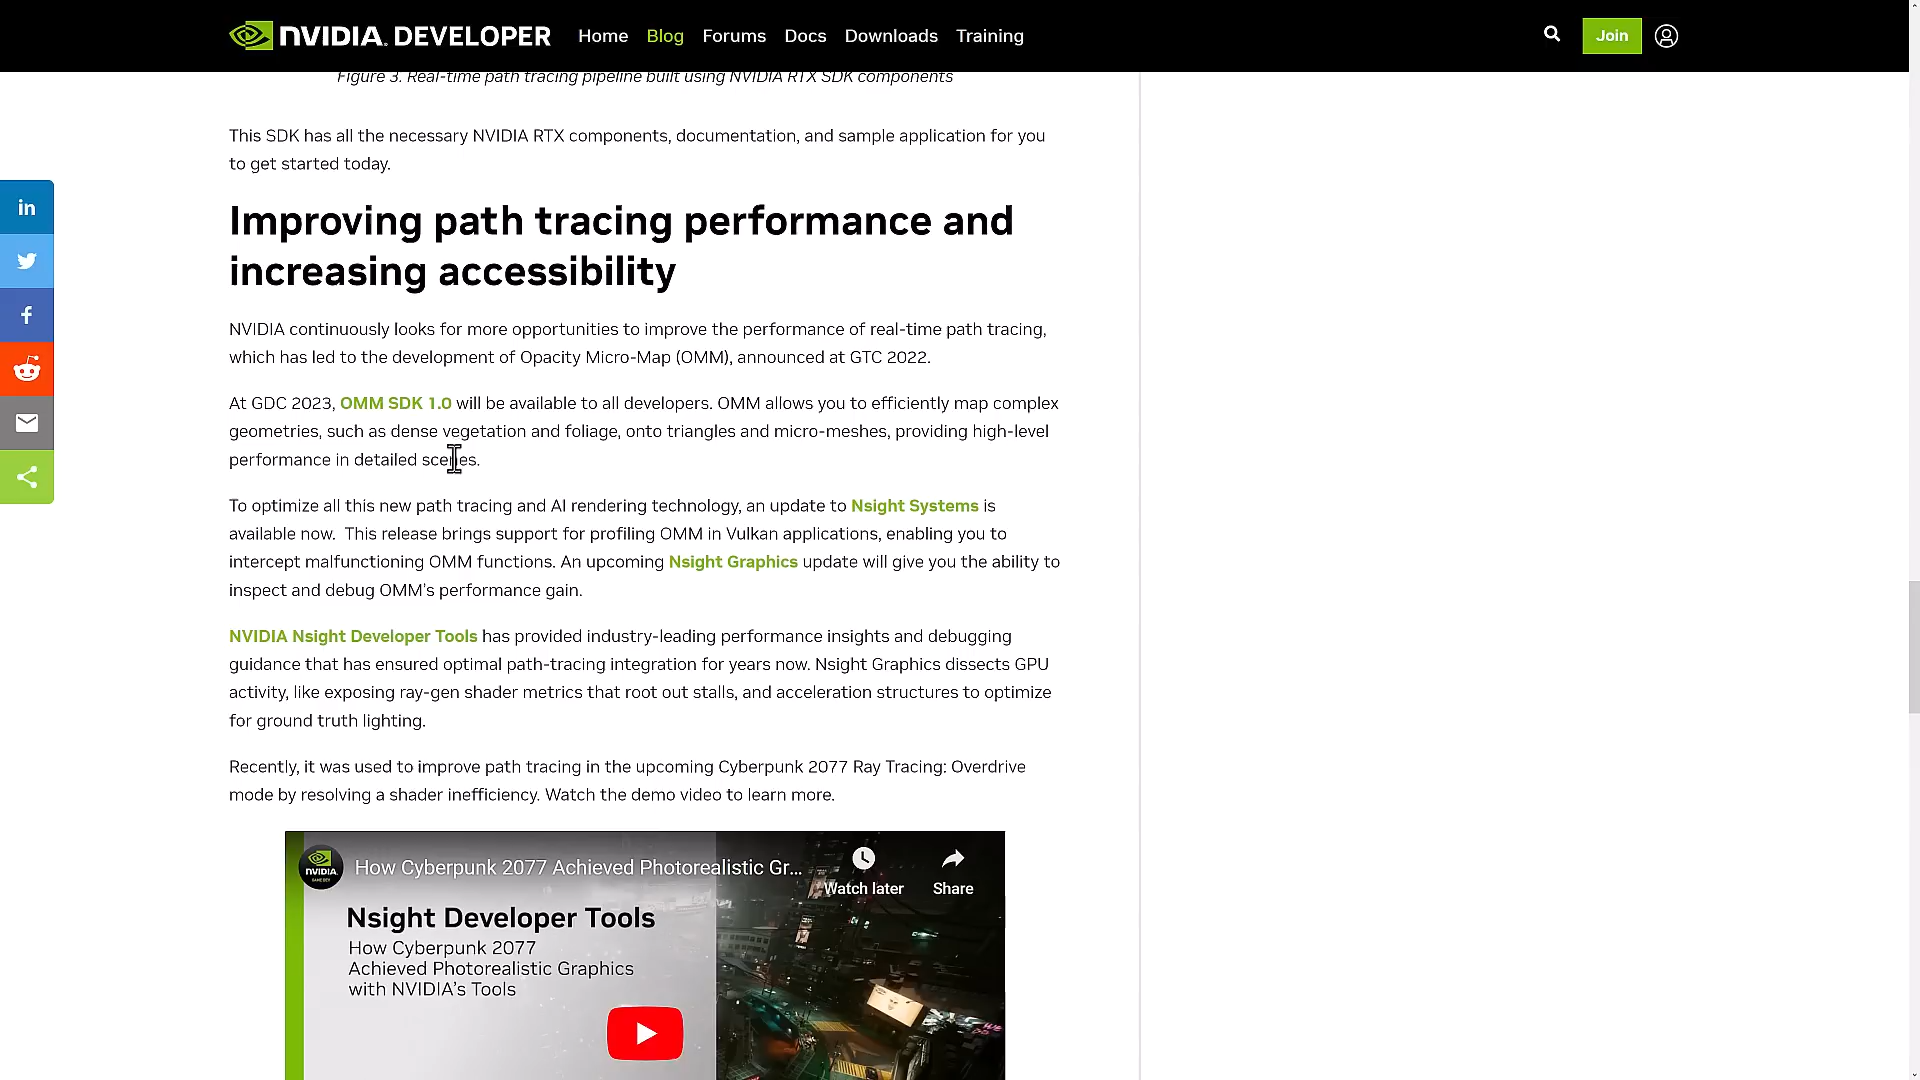 NVIDIA. DEVELOPER Home Blog Forums Docs Downloads Training Join
Figure 3. Real-time path tracing pipeline built using NVIDIA RTX SDK components
This SDK has all the necessary NVIDIA RTX components, documentation, and sample application for you
to get started today.
in
f
Improving path tracing performance and
increasing accessibility
NVIDIA continuously looks for more opportunities to improve the performance of real-time path tracing,
which has led to the development of Opacity Micro-Map (OMM), announced at GTC 2022.
At GDC 2023, OMM SDK 1.0 will be available to all developers. OMM allows you to efficiently map complex
geometries, such as dense vegetation and foliage, onto triangles and micro-meshes, providing high-level
performance in detailed scenes.
To optimize all this new path tracing and AI rendering technology, an update to Nsight Systems is
available now.  This release brings support for profiling OMM in Vulkan applications, enabling you to
intercept malfunctioning OMM functions. An upcoming Nsight Graphics update will give you the ability to
inspect and debug OMM's performance gain.
NVIDIA Nsight Developer Tools has provided industry-leading performance insights and debugging
guidance that has ensured optimal path-tracing integration for years now. Nsight Graphics dissects GPU
activity, like exposing ray-gen shader metrics that root out stalls, and acceleration structures to optimize
for ground truth lighting.
Recently, it was used to improve path tracing in the upcoming Cyberpunk 2077 Ray Tracing: Overdrive
mode by resolving a shader inefficiency. Watch the demo video to learn more.
NVIDIA.
How Cyberpunk 2077 Achieved Photorealistic Gr...
Watch later
Share
Nsight Developer Tools
How Cyberpunk 2077
Achieved Photorealistic Graphics
with NVIDIA's Tools